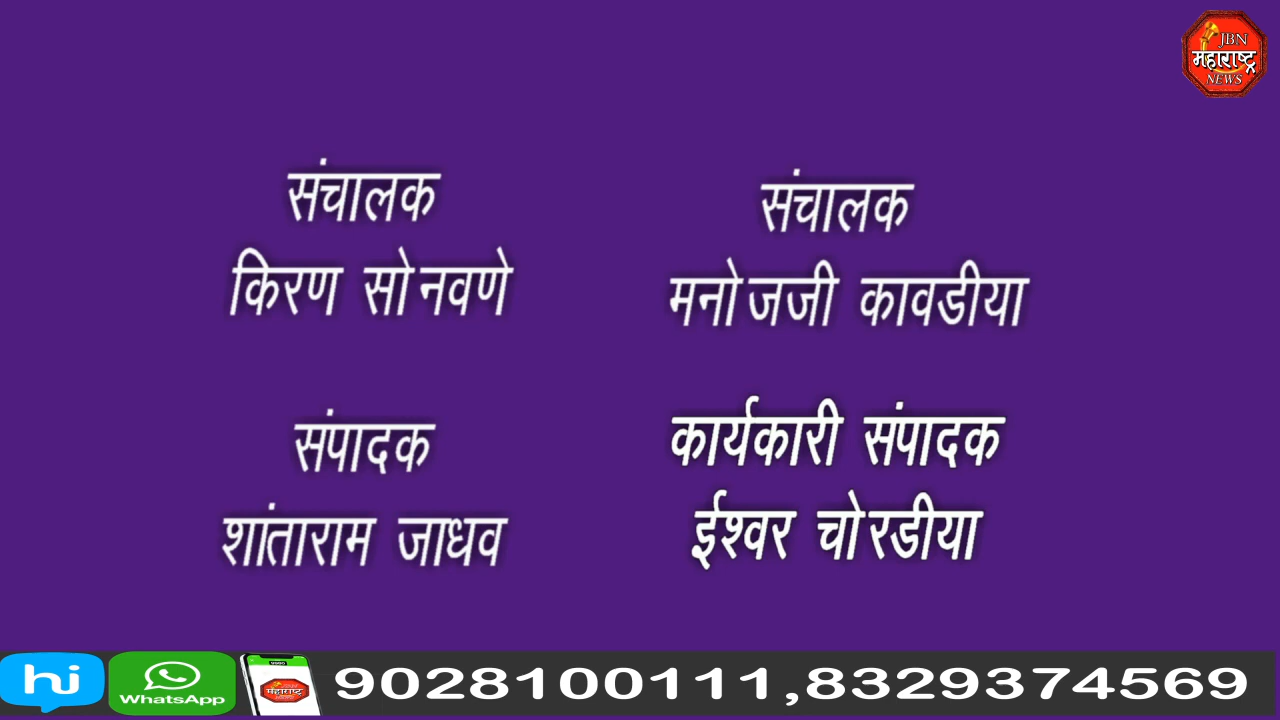 JBN
महाराष्ट्र
NEWS
संचालक
किरण सोनवणे
संचालक
मनोजजी कावडीया
संपादक
शांताराम जाधव
कार्यकारी संपादक
ईश्वर चोरडीया
hi
WhatsApp
महाराष्ट्र
9028100111,8329374569